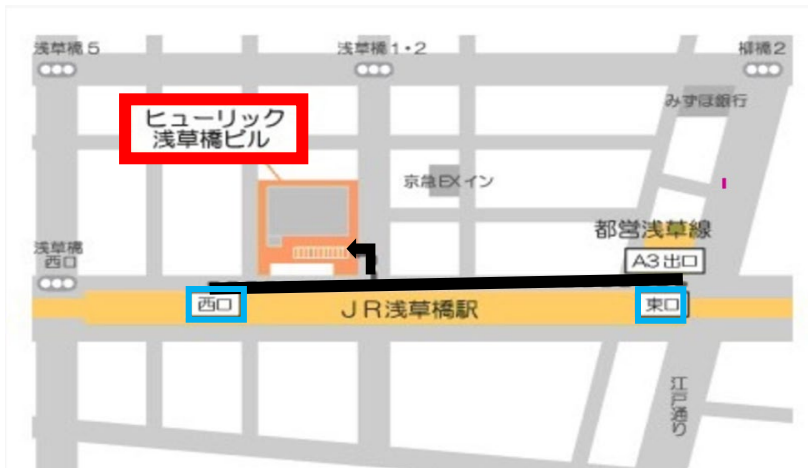 浅草橋5
浅草橋1・2
柳橋2
みずほ銀行
ヒューリック
浅草橋ビル
京急EXイン
都営浅草線
浅草橋
西口
A3出口
西口
JR浅草橋駅
東口
江戸通り